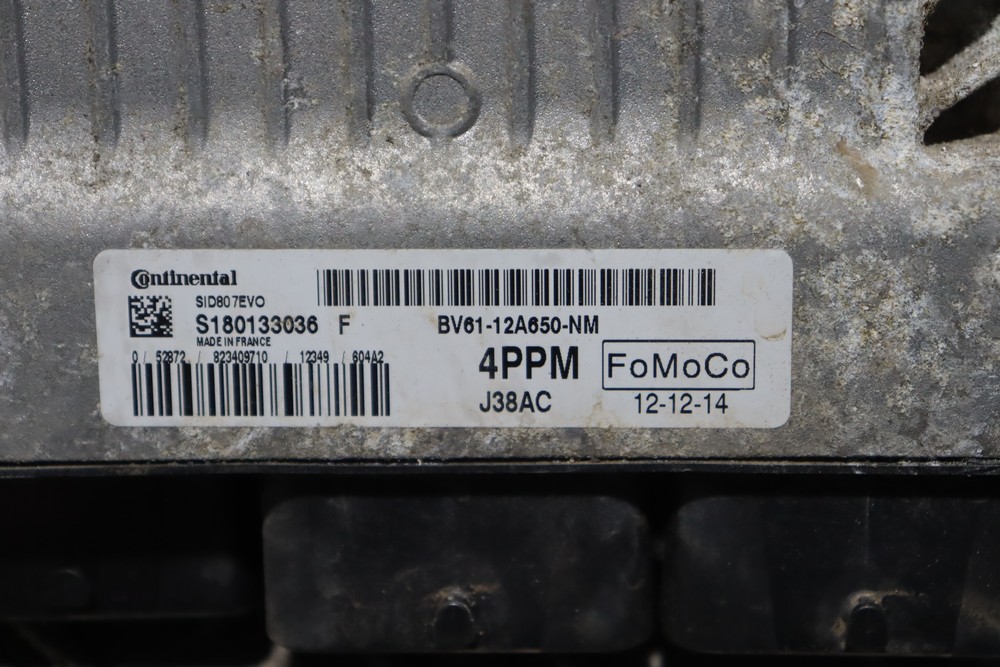 Continental
SID807EVO
S180133036 F
MADE IN FRANCE
BV61-12A650-NM
0 / 52872 / 823409710 / 12349 / 604A2
4PPM
FoMoCo
J38AC
12-12-14